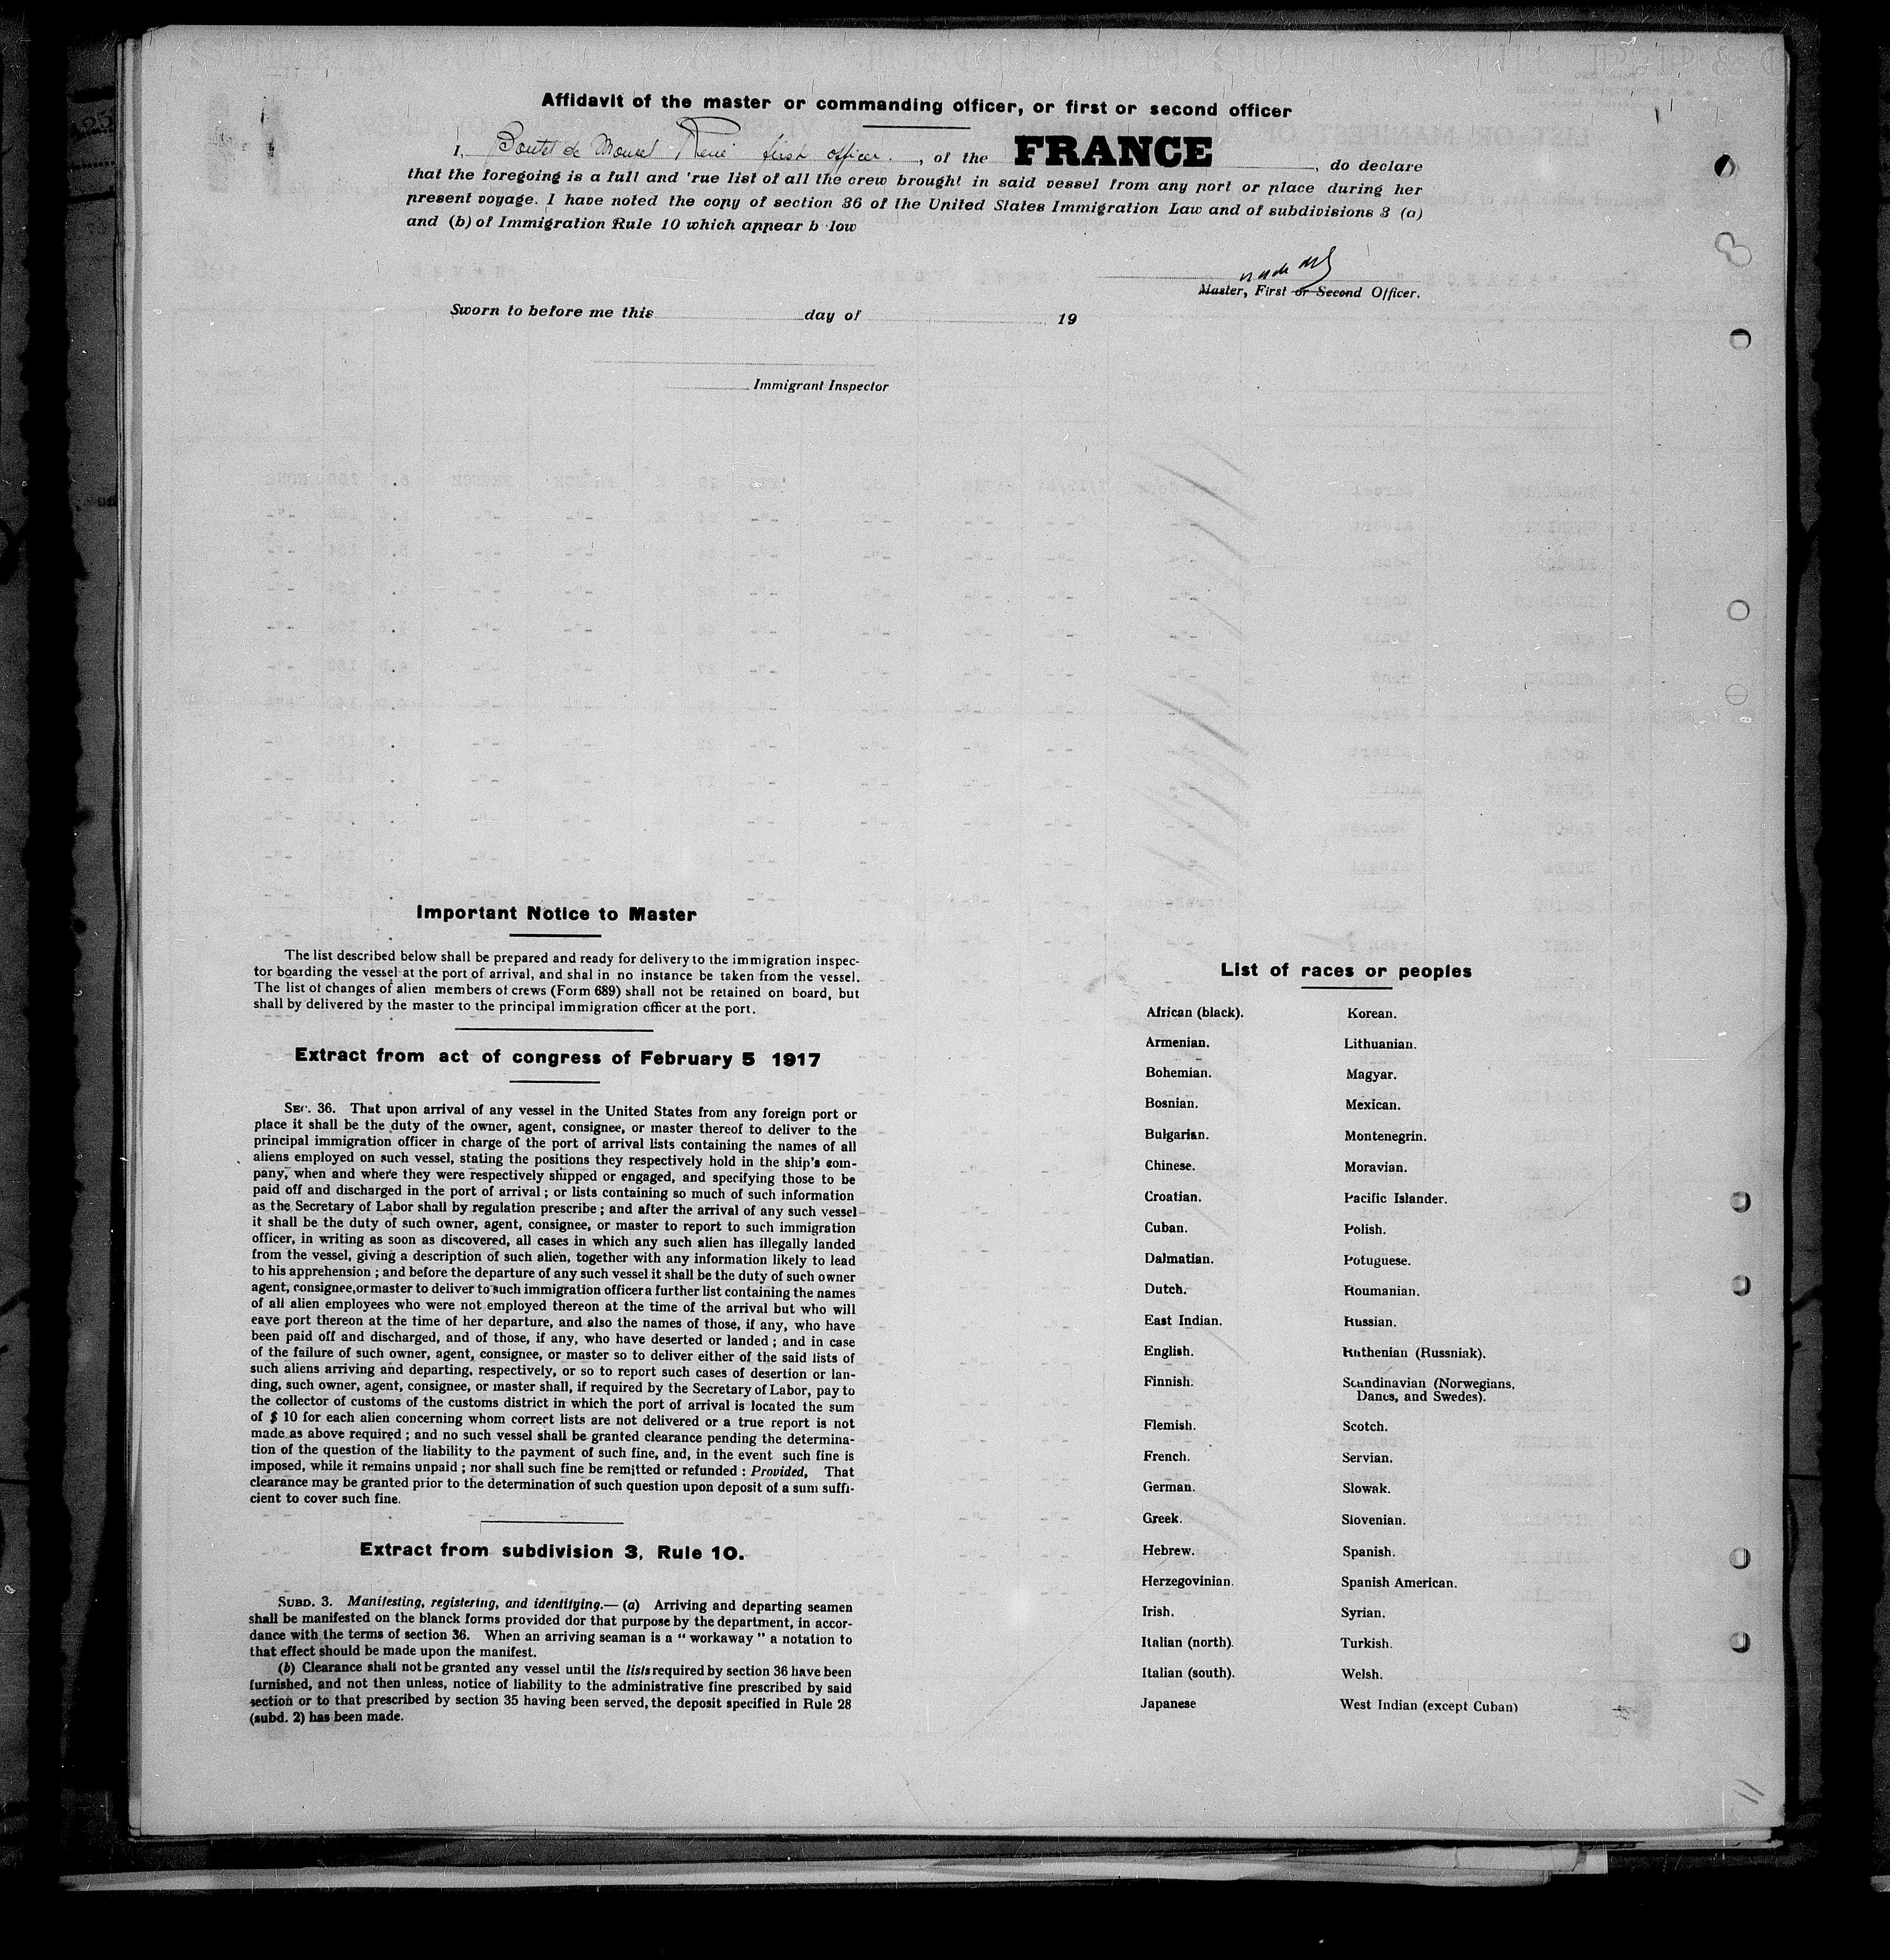 Affidavit of the master or commanding officer, or first or second officer
I, Boutet de Monvel René first officer. , of the FRANCE , do declare
that the foregoing is a full and 'rue list of all the crew brought in said vessel from any port or place during her
present voyage. I have noted the copy of section 36 of the United States Immigration Law and of subdivisions 3 (a)
and (b) of Immigration Rule 10 which appear b low
Master, First or Second Officer.
Sworn to before me this day of 19
Immigrant Inspector
Important Notice to Master
The list described below shall be prepared and ready for delivery to the immigration inspec-
tor boarding the vessel at the port of arrival, and shal in no instance be taken from the vessel.
The list of changes of alien members of crews (Form 689) shall not be retained on board, but
shall by delivered by the master to the principal immigration officer at the port.
Extract from act of congress of February 5 1917
SEC. 36. That upon arrival of any vessel in the United States from any foreign port or
place it shall be the duty of the owner, agent, consignee, or master thereof to deliver to the
principal immigration officer in charge of the port of arrival lists containing the names of all
aliens employed on such vessel, stating the positions they respectively hold in the ship's com-
pany, when and where they were respectively shipped or engaged, and specifying those to be
paid off and discharged in the port of arrival ; or lists containing so much of such information
as the Secretary of Labor shall by regulation prescribe ; and after the arrival of any such vessel
it shall be the duty of such owner, agent, consignee, or master to report to such immigration
officer, in writing as soon as discovered, all cases in which any such alien has illegally landed
from the vessel, giving a description of such alien, together with any information likely to lead
to his apprehension ; and before the departure of any such vessel it shall be the duty of such owner
agent, consignee,ormaster to deliver to such immigration officer a further list containing the names
of all alien employees who were not employed thereon at the time of the arrival but who will
eave port thereon at the time of her departure, and also the names of those, if any, who have
been paid off and discharged, and of those, if any, who have deserted or landed ; and in case
of the failure of such owner, agent, consignee, or master so to deliver either of the said lists of
such aliens arriving and departing, respectively, or so to report such cases of desertion or lan-
ding, such owner, agent, consignee, or master shall, if required by the Secretary of Labor, pay to
the collector of customs of the customs district in which the port of arrival is located the sum
of $ 10 for each alien concerning whom correct lists are not delivered or a true report is not
made as above required ; and no such vessel shall be granted clearance pending the determina-
tion of the question of the liability to the payment of such fine, and, in the event such fine is
imposed, while it remains unpaid ; nor shall such fine be remitted or refunded : Provided, That
clearance may be granted prior to the determination of such question upon deposit of a sum suffi-
cient to cover such fine.
Extract from subdivision 3, Rule 10.
SUBD. 3. Manifesting, registering, and identifying.— (a) Arriving and departing seamen
shall be manifested on the blanck forms provided dor that purpose by the department, in accor-
dance with the terms of section 36. When an arriving seaman is a “ workaway ” a notation to
that effect should be made upon the manifest.
(b) Clearance shall not be granted any vessel until the lists required by section 36 have been
furnished, and not then unless, notice of liability to the administrative fine prescribed by said
section or to that prescribed by section 35 having been served, the deposit specified in Rule 28
(subd. 2) has been made.
List of races or peoples
African (black). Korean.
Armenian. Lithuanian.
Bohemian. Magyar.
Bosnian. Mexican.
Bulgarian. Montenegrin.
Chinese. Moravian.
Croatian. Pacific Islander.
Cuban. Polish.
Dalmatian. Potuguese.
Dutch. Roumanian.
East Indian. Russian.
English. Ruthenian (Russniak).
Finnish. Scandinavian (Norwegians,
Danes, and Swedes).
Flemish. Scotch.
French. Servian.
German. Slowak.
Greek. Slovenian.
Hebrew. Spanish.
Herzegovinian. Spanish American.
Irish. Syrian.
Italian (north). Turkish.
Italian (south). Welsh.
Japanese West Indian (except Cuban)